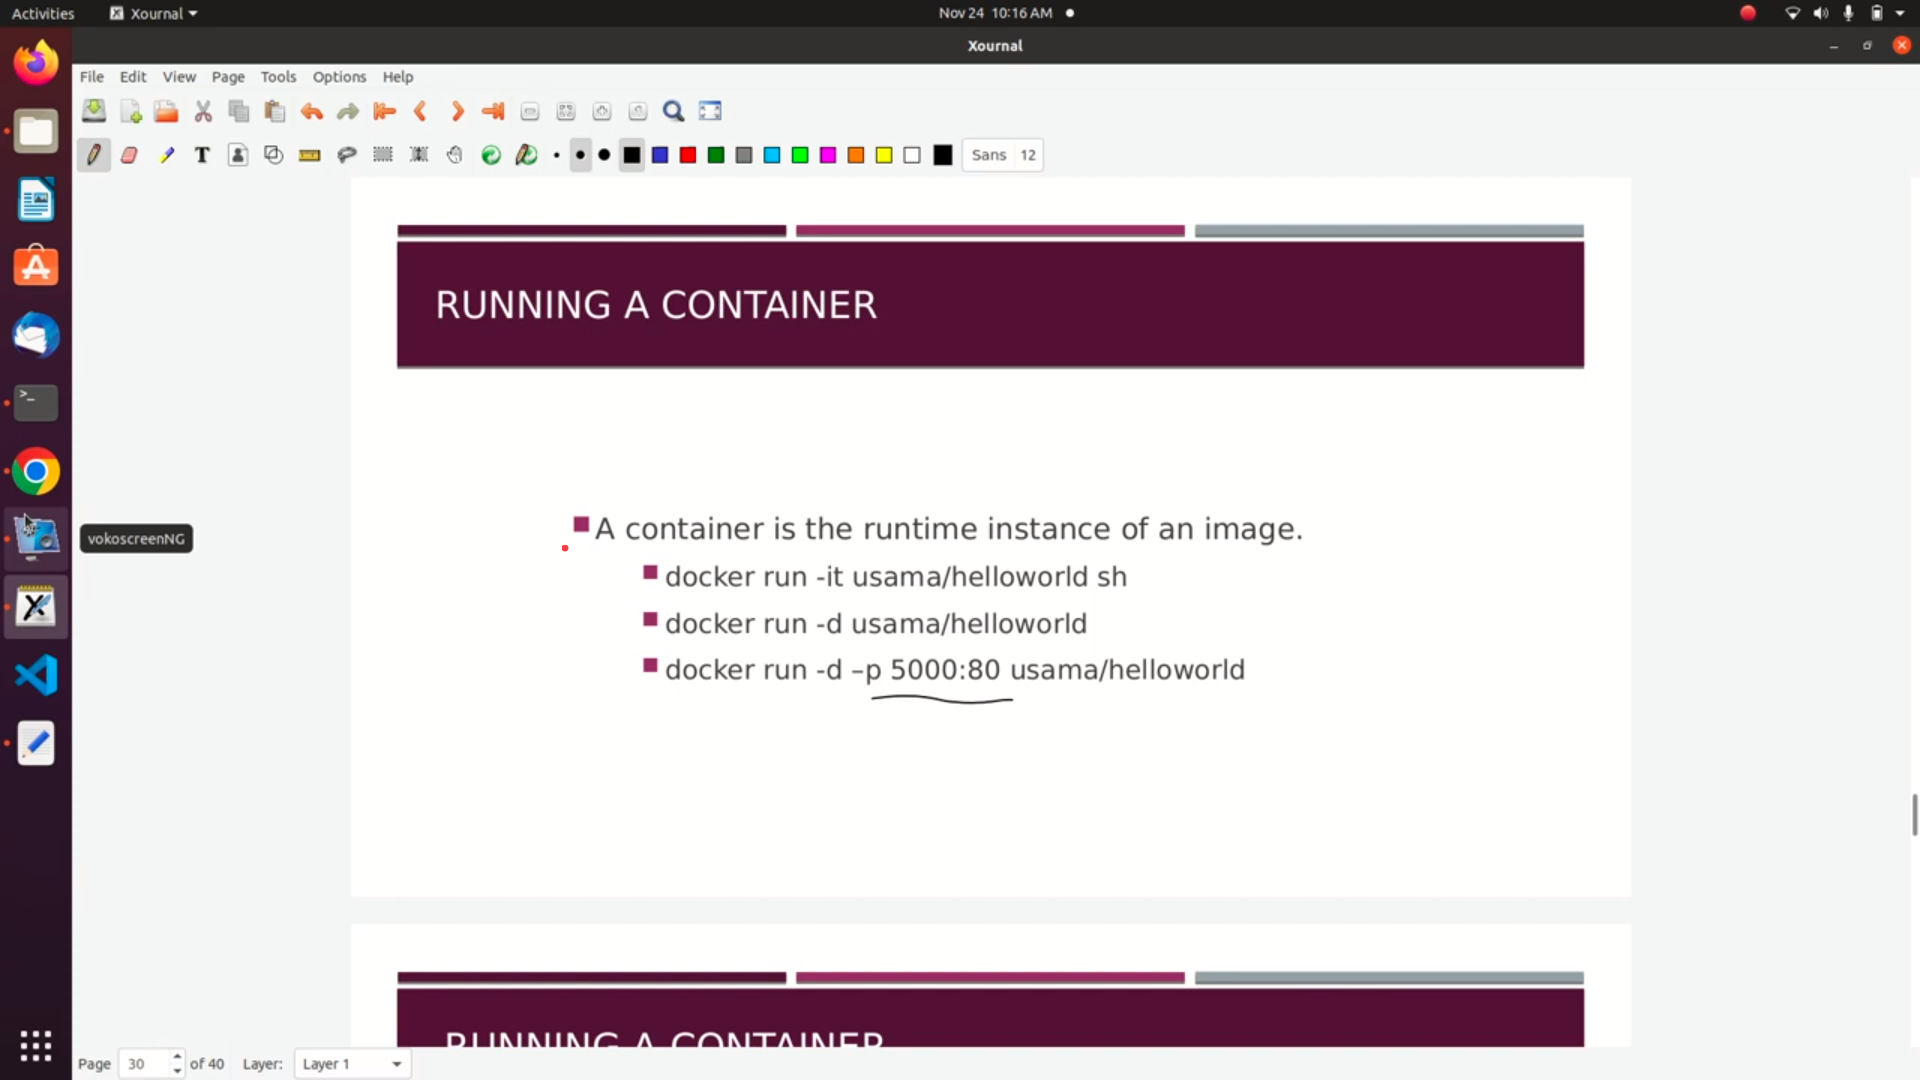 Activities Xournal Nov 24 10:16 AM
Xournal
File Edit View Page Tools Options Help
T Sans 12
RUNNING A CONTAINER
A container is the runtime instance of an image.
vokoscreenNG
docker run -it usama/helloworld sh
docker run -d usama/helloworld
docker run -d –p 5000:80 usama/helloworld
RUNNING A CONTAINER
Page 30 of 40 Layer: Layer 1